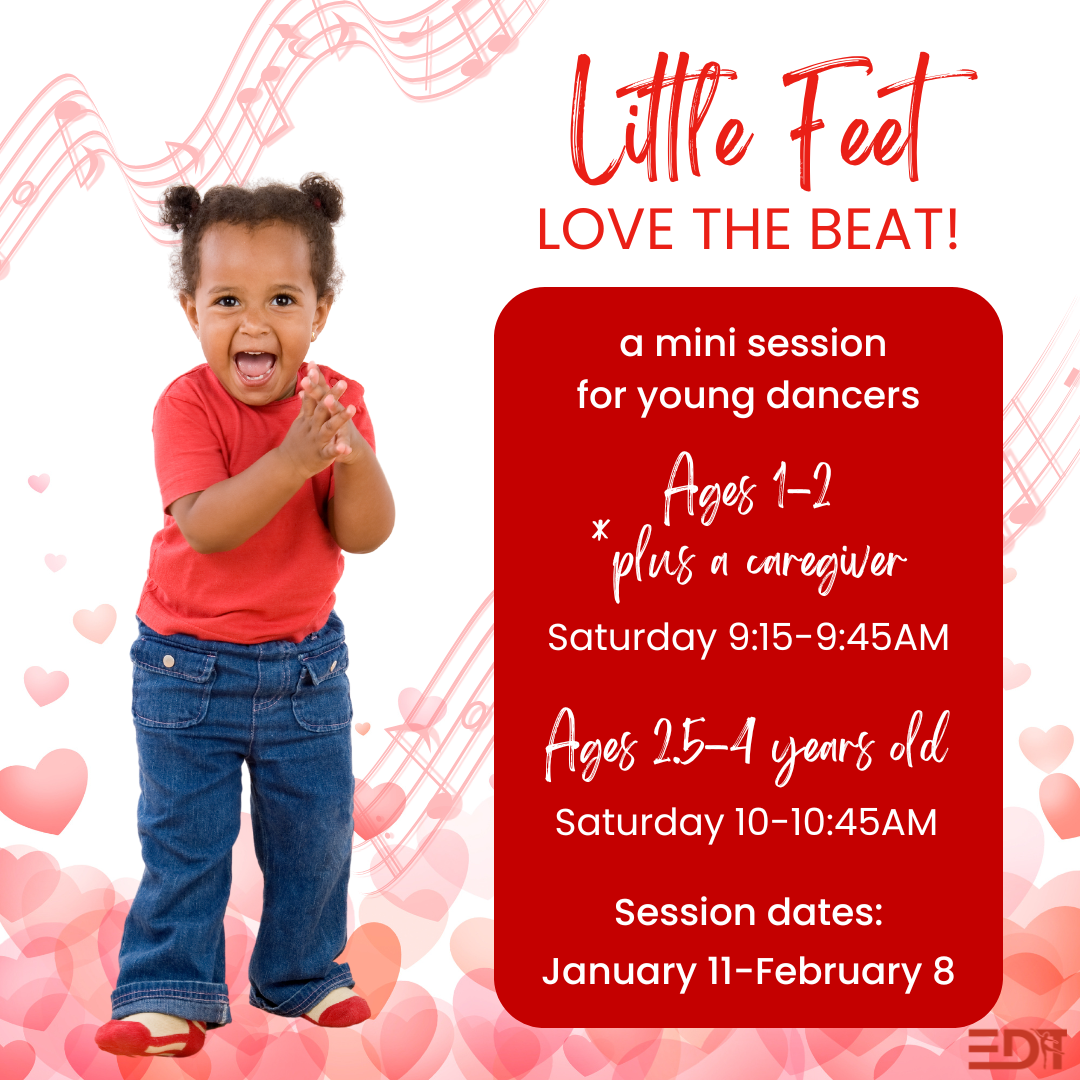 Little Feet
LOVE THE BEAT!
a mini session
for young dancers
Ages 1-2
*plus a caregiver
Saturday 9:15-9:45AM
Ages 2.5-4 years old
Saturday 10-10:45AM
Session dates:
January 11-February 8
EDT